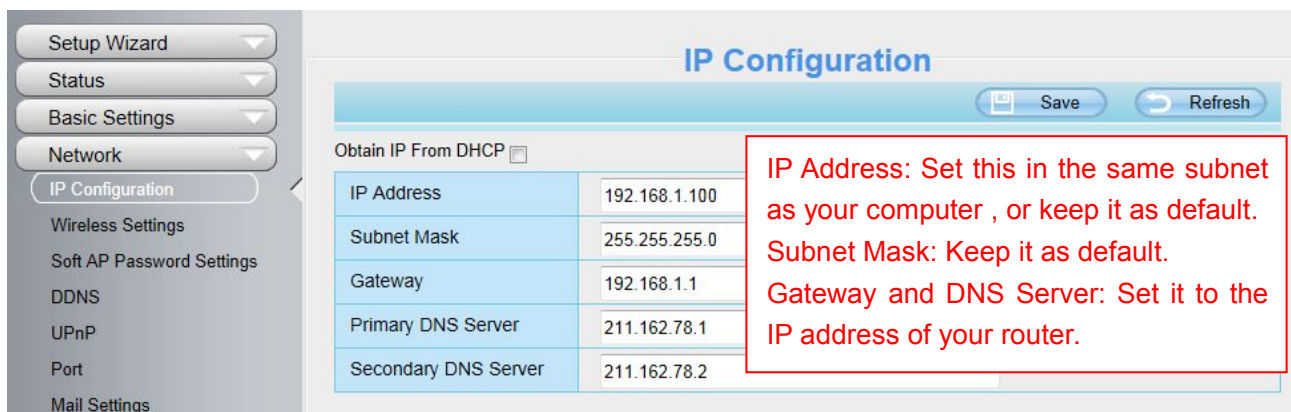 Setup Wizard
Status
Basic Settings
Network
IP Configuration
Wireless Settings
Soft AP Password Settings
DDNS
UPnP
Port
Mail Settings
IP Configuration
Save Refresh
Obtain IP From DHCP
IP Address 192.168.1.100
Subnet Mask 255.255.255.0
Gateway 192.168.1.1
Primary DNS Server 211.162.78.1
Secondary DNS Server 211.162.78.2
IP Address: Set this in the same subnet
as your computer , or keep it as default.
Subnet Mask: Keep it as default.
Gateway and DNS Server: Set it to the
IP address of your router.